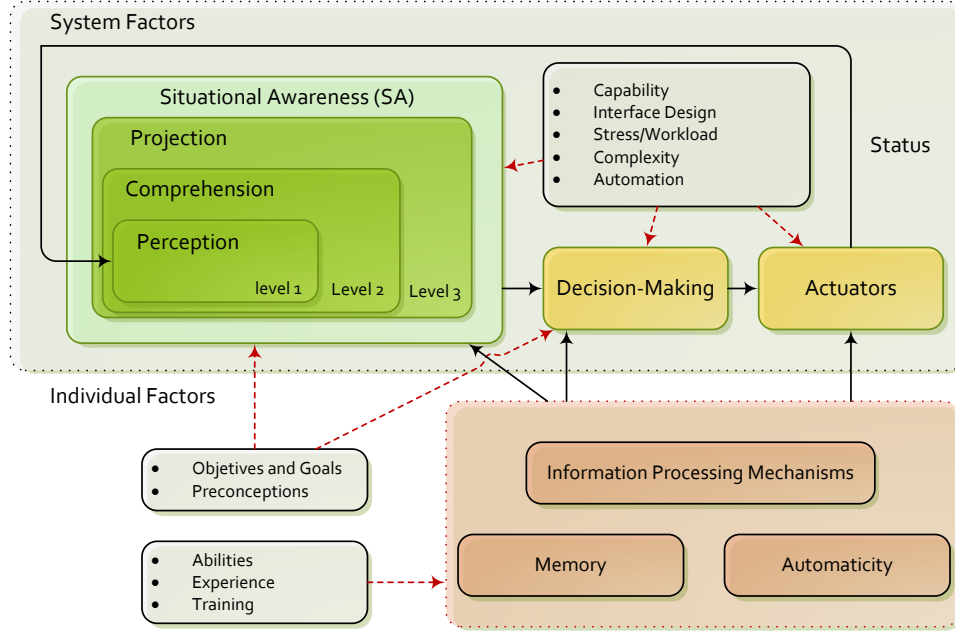 System Factors
Situational Awareness (SA)
Projection
Comprehension
Perception
level 1
Level 2
Level 3
• Capability
• Interface Design
• Stress/Workload
• Complexity
• Automation
Status
Decision-Making
Actuators
Individual Factors
• Objetives and Goals
• Preconceptions
• Abilities
• Experience
• Training
Information Processing Mechanisms
Memory
Automaticity